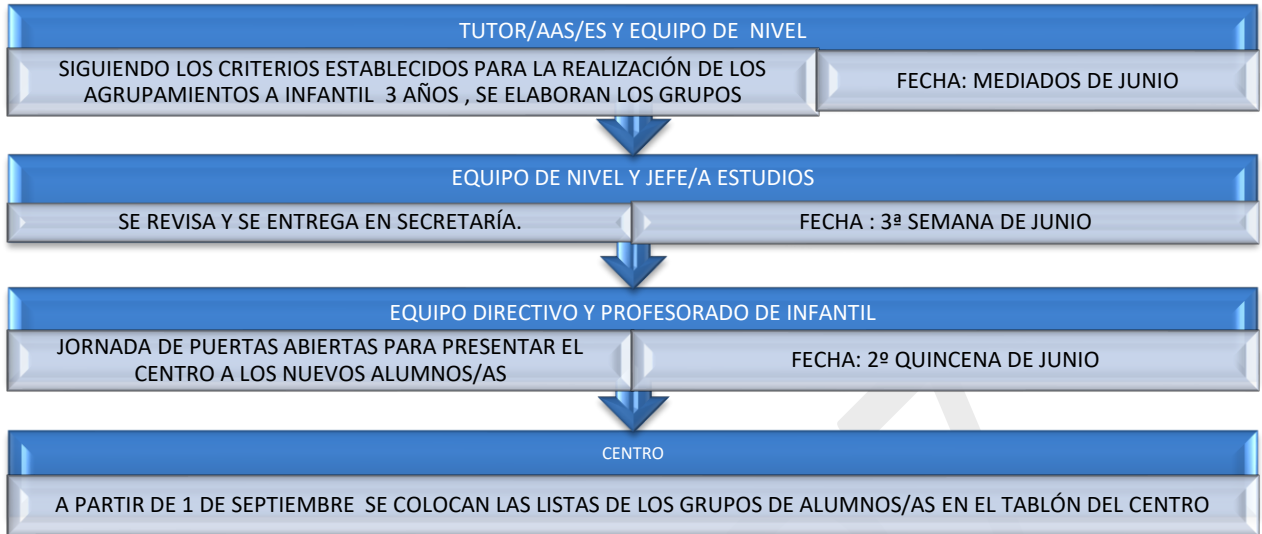 TUTOR/AAS/ES Y EQUIPO DE NIVEL
SIGUIENDO LOS CRITERIOS ESTABLECIDOS PARA LA REALIZACIÓN DE LOS
AGRUPAMIENTOS A INFANTIL 3 AÑOS , SE ELABORAN LOS GRUPOS
FECHA: MEDIADOS DE JUNIO
EQUIPO DE NIVEL Y JEFE/A ESTUDIOS
SE REVISA Y SE ENTREGA EN SECRETARÍA.
FECHA : 3ª SEMANA DE JUNIO
EQUIPO DIRECTIVO Y PROFESORADO DE INFANTIL
JORNADA DE PUERTAS ABIERTAS PARA PRESENTAR EL
CENTRO A LOS NUEVOS ALUMNOS/AS
FECHA: 2º QUINCENA DE JUNIO
CENTRO
A PARTIR DE 1 DE SEPTIEMBRE SE COLOCAN LAS LISTAS DE LOS GRUPOS DE ALUMNOS/AS EN EL TABLÓN DEL CENTRO